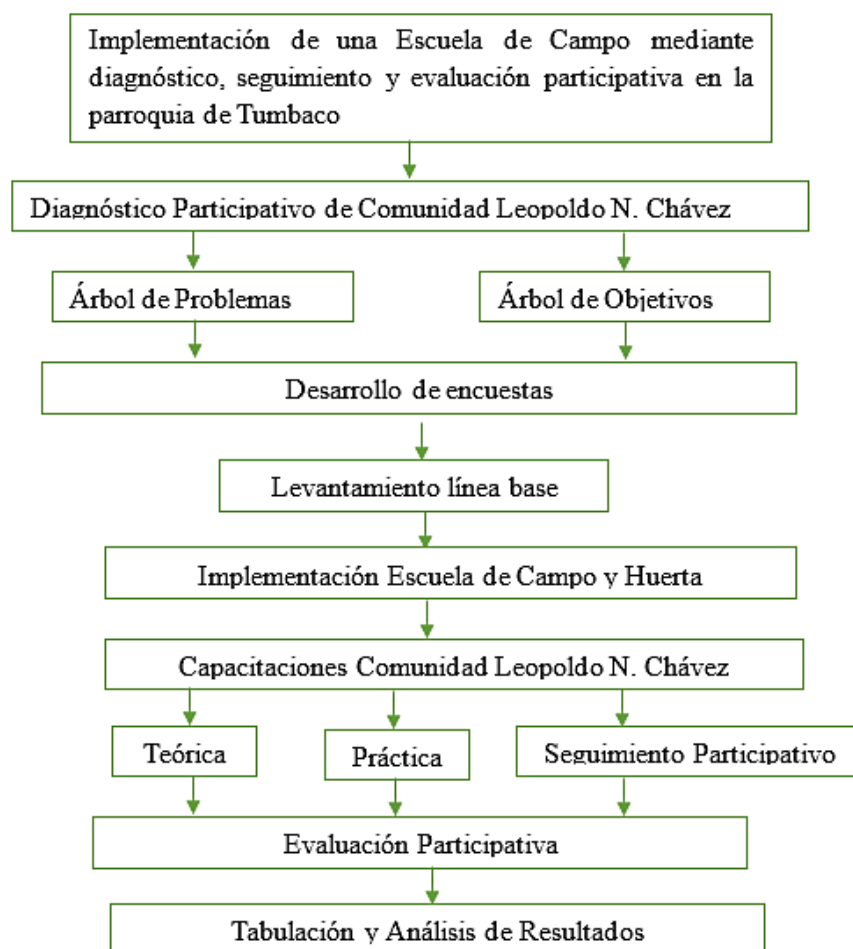 Implementación de una Escuela de Campo mediante
diagnóstico, seguimiento y evaluación participativa en la
parroquia de Tumbaco
Diagnóstico Participativo de Comunidad Leopoldo N. Chávez
Árbol de Problemas
Árbol de Objetivos
Desarrollo de encuestas
Levantamiento línea base
Implementación Escuela de Campo y Huerta
Capacitaciones Comunidad Leopoldo N. Chávez
Teórica
Práctica
Seguimiento Participativo
Evaluación Participativa
Tabulación y Análisis de Resultados